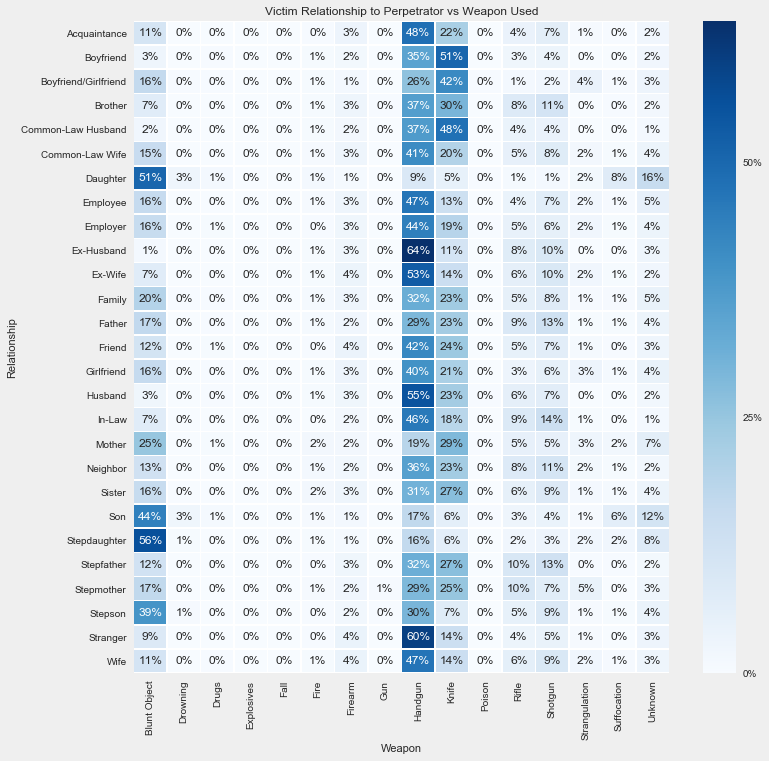 Victim Relationship to Perpetrator vs Weapon Used
Relationship
Acquaintance 11% 0% 0% 0% 0% 0% 3% 0% 48% 22% 0% 4% 7% 1% 0% 2%
Boyfriend 3% 0% 0% 0% 0% 1% 2% 0% 35% 51% 0% 3% 4% 0% 0% 2%
Boyfriend/Girlfriend 16% 0% 0% 0% 0% 1% 1% 0% 26% 42% 0% 1% 2% 4% 1% 3%
Brother 7% 0% 0% 0% 0% 1% 3% 0% 37% 30% 0% 8% 11% 0% 0% 2%
Common-Law Husband 2% 0% 0% 0% 0% 1% 2% 0% 37% 48% 0% 4% 4% 0% 0% 1%
Common-Law Wife 15% 0% 0% 0% 0% 1% 3% 0% 41% 20% 0% 5% 8% 2% 1% 4%
Daughter 51% 3% 1% 0% 0% 1% 1% 0% 9% 5% 0% 1% 1% 2% 8% 16%
Employee 16% 0% 0% 0% 0% 1% 3% 0% 47% 13% 0% 4% 7% 2% 1% 5%
Employer 16% 0% 1% 0% 0% 0% 3% 0% 44% 19% 0% 5% 6% 2% 1% 4%
Ex-Husband 1% 0% 0% 0% 0% 1% 3% 0% 64% 11% 0% 8% 10% 0% 0% 3%
Ex-Wife 7% 0% 0% 0% 0% 1% 4% 0% 53% 14% 0% 6% 10% 2% 1% 2%
Family 20% 0% 0% 0% 0% 1% 3% 0% 32% 23% 0% 5% 8% 1% 1% 5%
Father 17% 0% 0% 0% 0% 1% 2% 0% 29% 23% 0% 9% 13% 1% 1% 4%
Friend 12% 0% 1% 0% 0% 0% 4% 0% 42% 24% 0% 5% 7% 1% 0% 3%
Girlfriend 16% 0% 0% 0% 0% 1% 3% 0% 40% 21% 0% 3% 6% 3% 1% 4%
Husband 3% 0% 0% 0% 0% 1% 3% 0% 55% 23% 0% 6% 7% 0% 0% 2%
In-Law 7% 0% 0% 0% 0% 0% 2% 0% 46% 18% 0% 9% 14% 1% 0% 1%
Mother 25% 0% 1% 0% 0% 2% 2% 0% 19% 29% 0% 5% 5% 3% 2% 7%
Neighbor 13% 0% 0% 0% 0% 1% 2% 0% 36% 23% 0% 8% 11% 2% 1% 2%
Sister 16% 0% 0% 0% 0% 2% 3% 0% 31% 27% 0% 6% 9% 1% 1% 4%
Son 44% 3% 1% 0% 0% 1% 1% 0% 17% 6% 0% 3% 4% 1% 6% 12%
Stepdaughter 56% 1% 0% 0% 0% 1% 1% 0% 16% 6% 0% 2% 3% 2% 2% 8%
Stepfather 12% 0% 0% 0% 0% 0% 3% 0% 32% 27% 0% 10% 13% 0% 0% 2%
Stepmother 17% 0% 0% 0% 0% 1% 2% 1% 29% 25% 0% 10% 7% 5% 0% 3%
Stepson 39% 1% 0% 0% 0% 0% 2% 0% 30% 7% 0% 5% 9% 1% 1% 4%
Stranger 9% 0% 0% 0% 0% 0% 4% 0% 60% 14% 0% 4% 5% 1% 0% 3%
Wife 11% 0% 0% 0% 0% 1% 4% 0% 47% 14% 0% 6% 9% 2% 1% 3%
Blunt Object Drowning Drugs Explosives Fall Fire Firearm Gun Handgun Knife Poison Rifle Shotgun Strangulation Suffocation Unknown
Weapon
50%
25%
0%